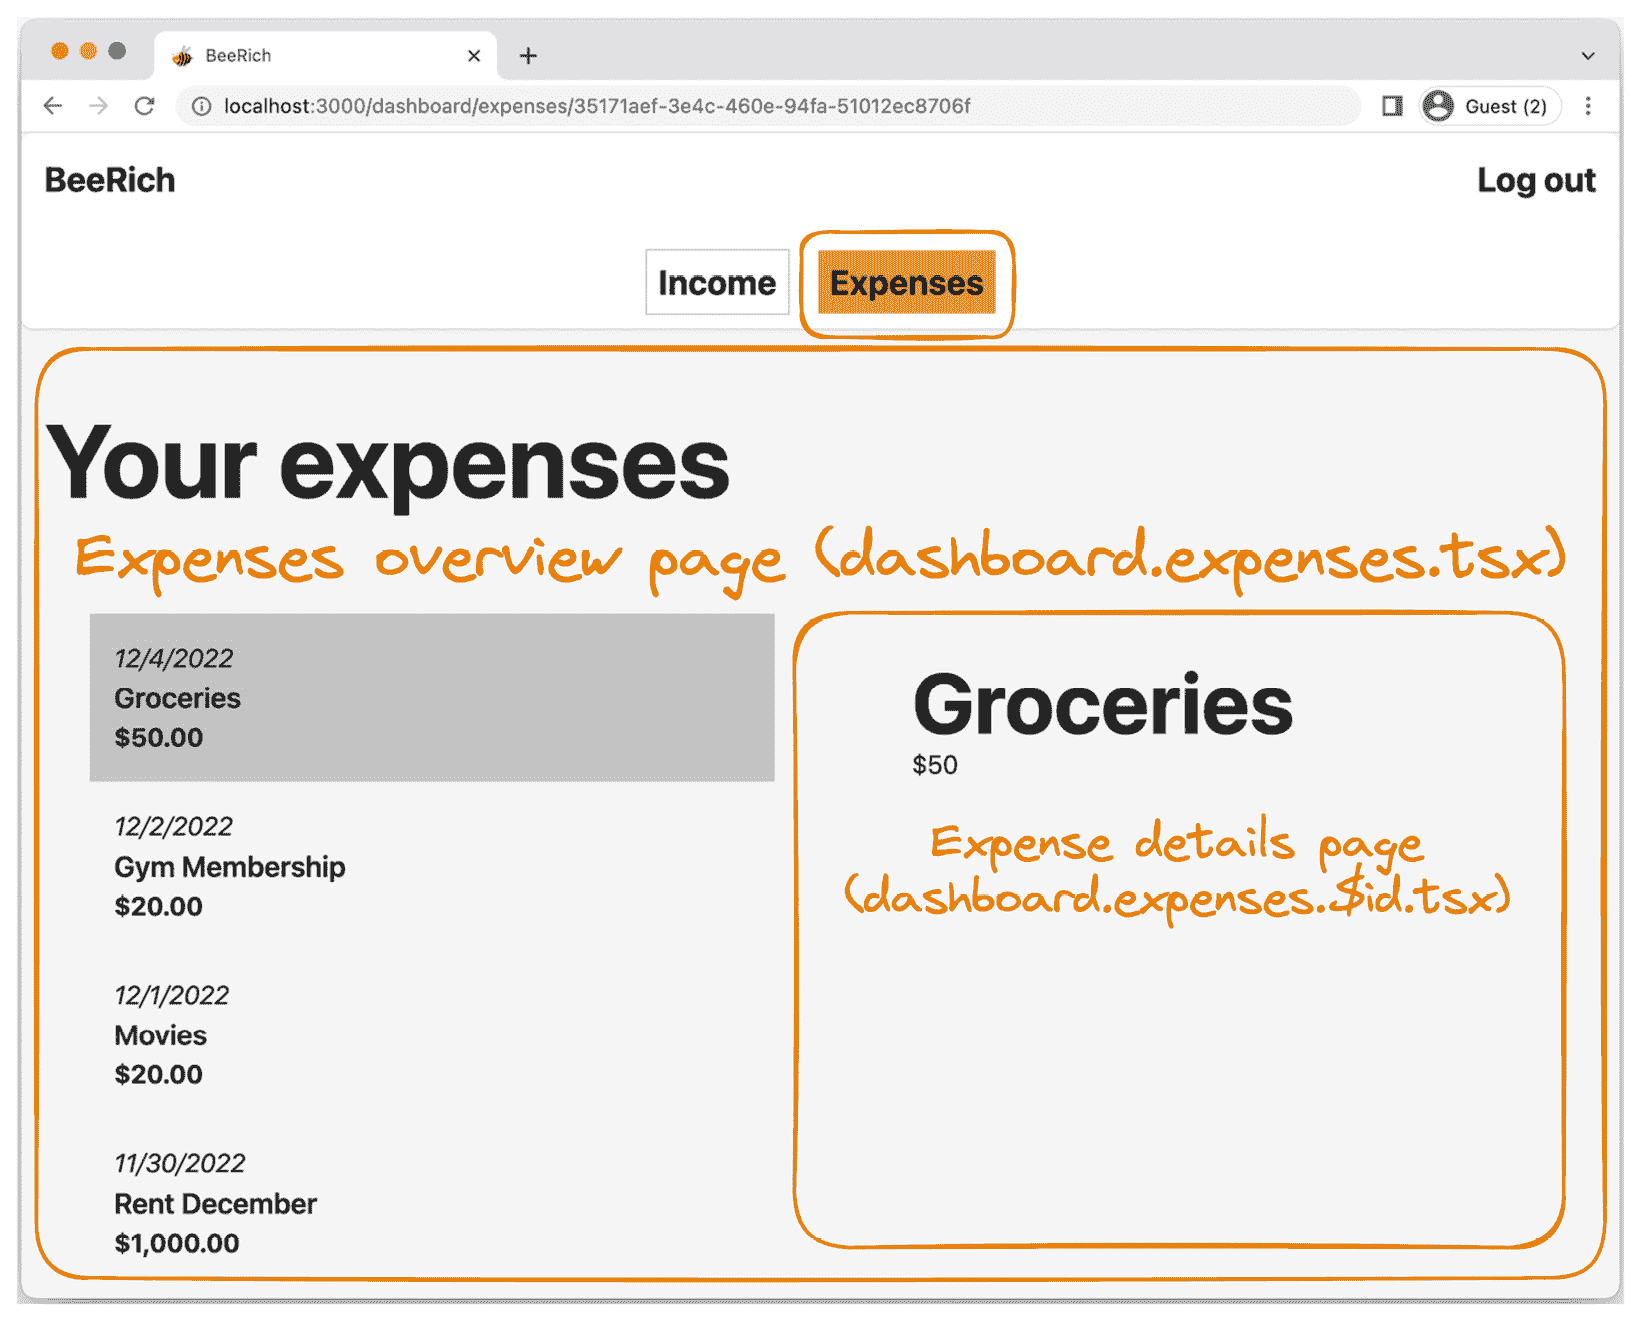 BeeRich
localhost:3000/dashboard/expenses/35171aef-3e4c-460e-94fa-51012ec8706f
Guest (2)
BeeRich
Log out
Income
Expenses
Your expenses
Expenses overview page (dashboard.expenses.tsx)
12/4/2022
Groceries
$50.00
12/2/2022
Gym Membership
$20.00
12/1/2022
Movies
$20.00
11/30/2022
Rent December
$1,000.00
Groceries
$50
Expense details page
(dashboard.expenses.$id.tsx)